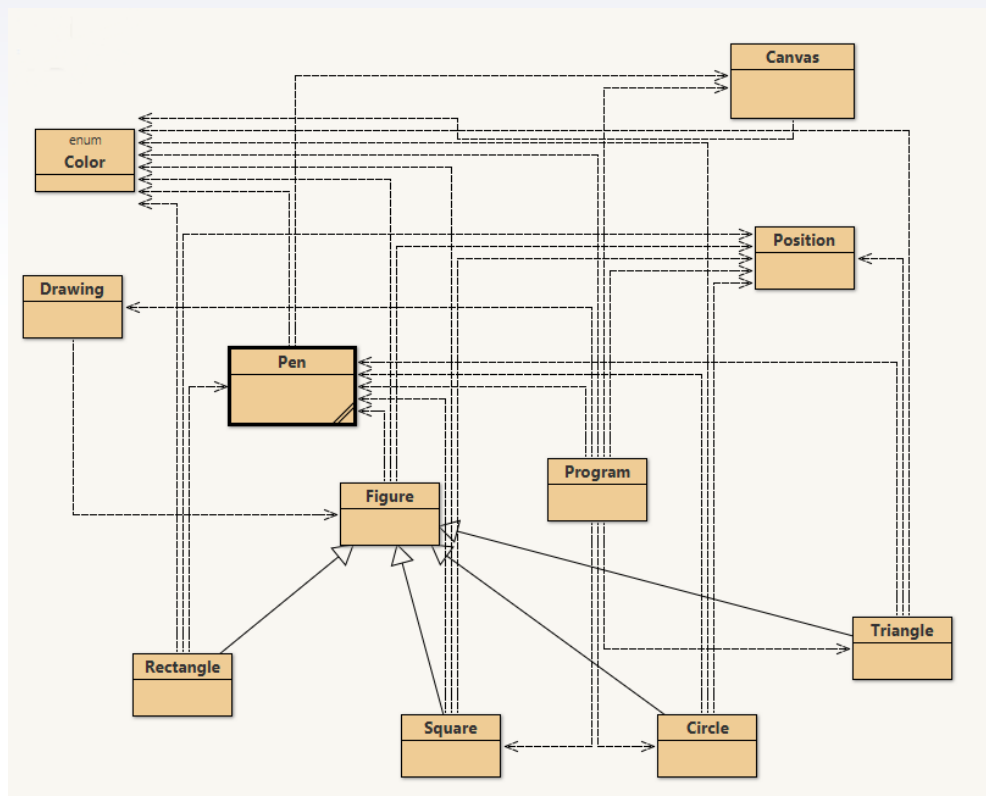 Canvas
enum
Color
Position
Drawing
Pen
Program
Figure
Triangle
Rectangle
Square
Circle